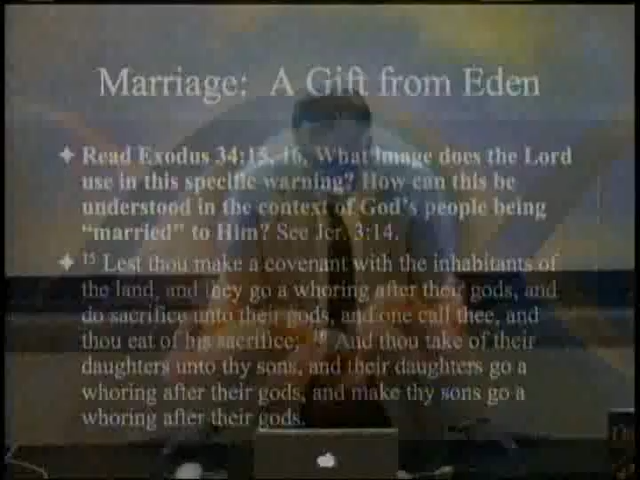 Marriage: A Gift from Eden
Read Exodus 34:15, 16. What image does the Lord
use in this specific warning? How can this be
understood in the context of God's people being
"married" to Him? See Jer. 3:14.
15 Lest thou make a covenant with the inhabitants of
the land, and they go a whoring after their gods, and
do sacrifice unto their gods, and one call thee, and
thou eat of his sacrifice; 16 And thou take of their
daughters unto thy sons, and their daughters go a
whoring after their gods, and make thy sons go a
whoring after their gods.